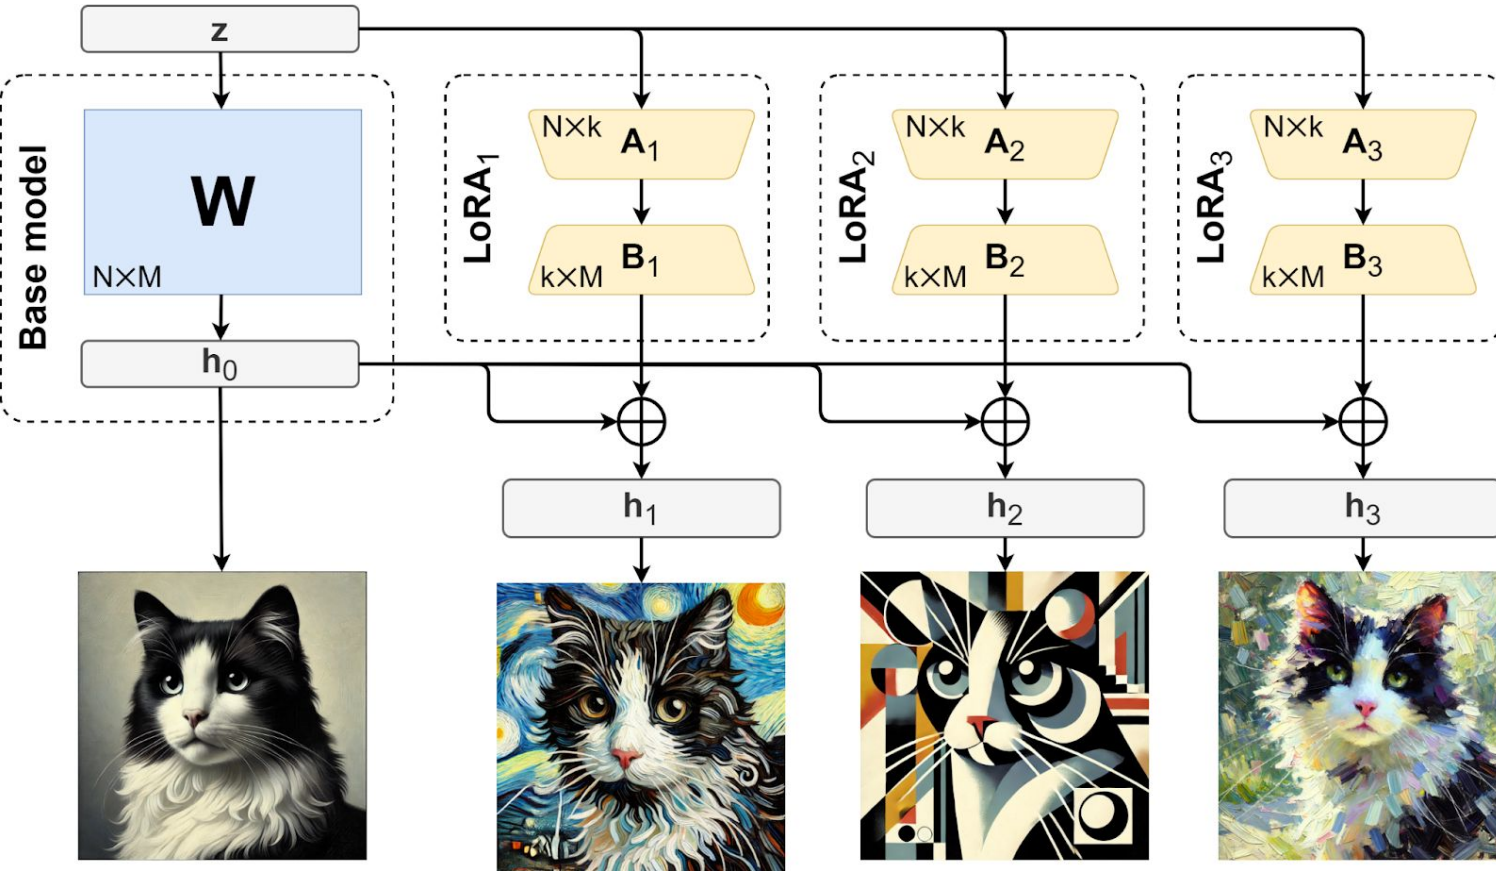 z
Base model
W
N×M
h₀
LoRA₁
N×k
A₁
B₁
k×M
h₁
LoRA₂
N×k
A₂
B₂
k×M
h₂
LoRA₃
N×k
A₃
B₃
k×M
h₃